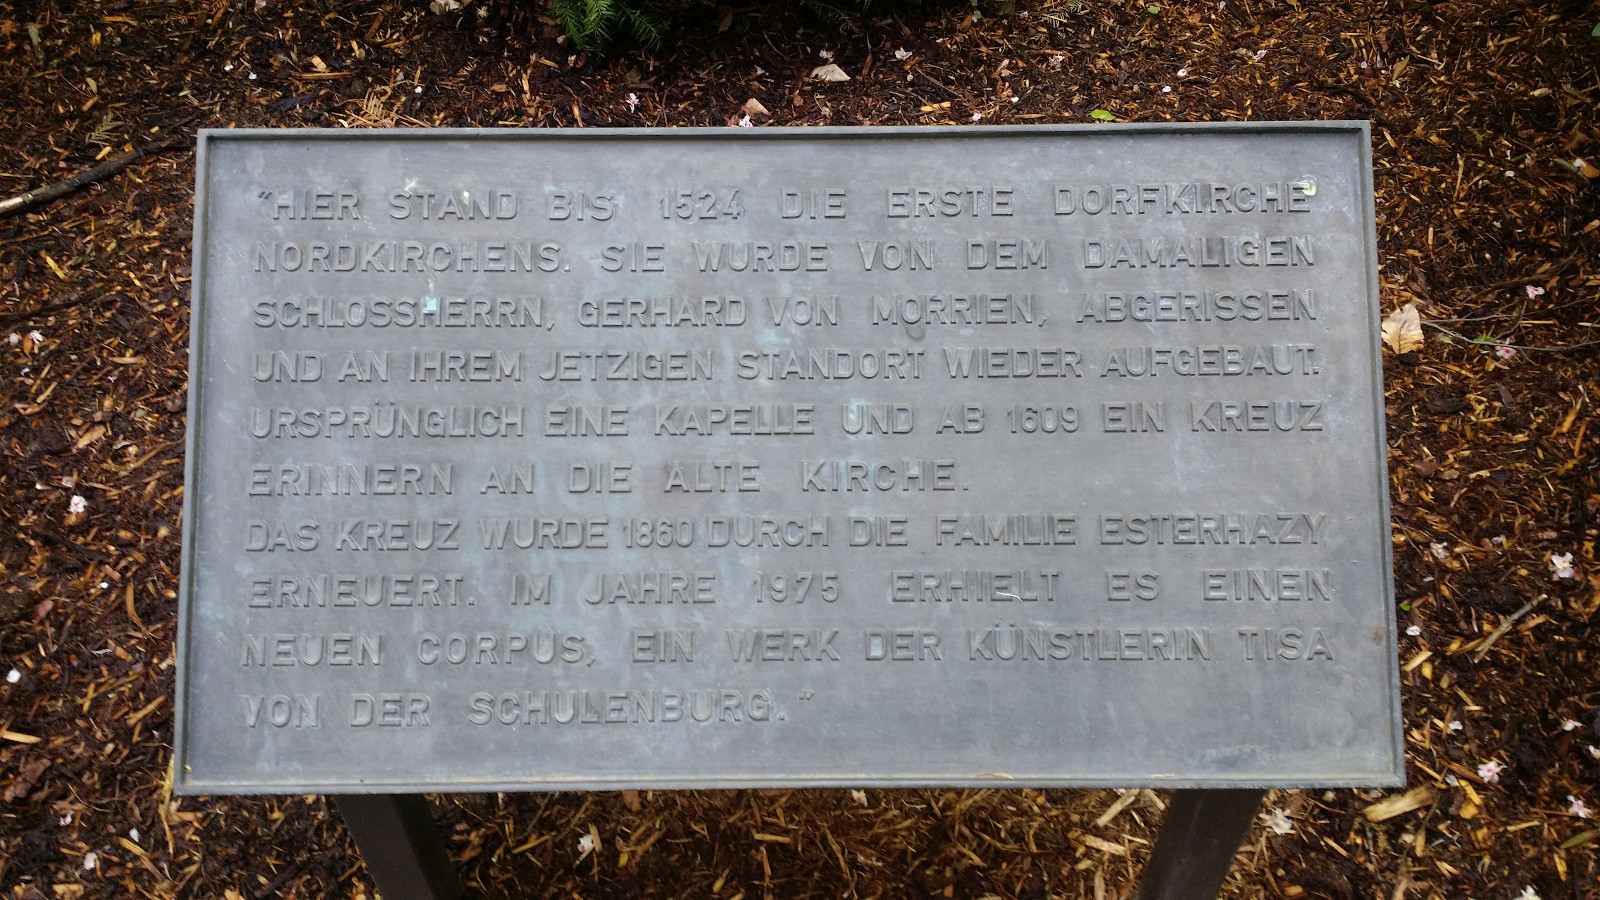 "HIER STAND BIS 1524 DIE ERSTE DORFKIRCHE
NORDKIRCHENS. SIE WURDE VON DEM DAMALIGEN
SCHLOSSHERRN, GERHARD VON MORRIEN, ABGERISSEN
UND AN IHREM JETZIGEN STANDORT WIEDER AUFGEBAUT.
URSPRÜNGLICH EINE KAPELLE UND AB 1609 EIN KREUZ
ERINNERN AN DIE ALTE KIRCHE.
DAS KREUZ WURDE 1860 DURCH DIE FAMILIE ESTERHAZY
ERNEUERT. IM JAHRE 1975 ERHIELT ES EINEN
NEUEN CORPUS, EIN WERK DER KÜNSTLERIN TISA
VON DER SCHULENBURG."